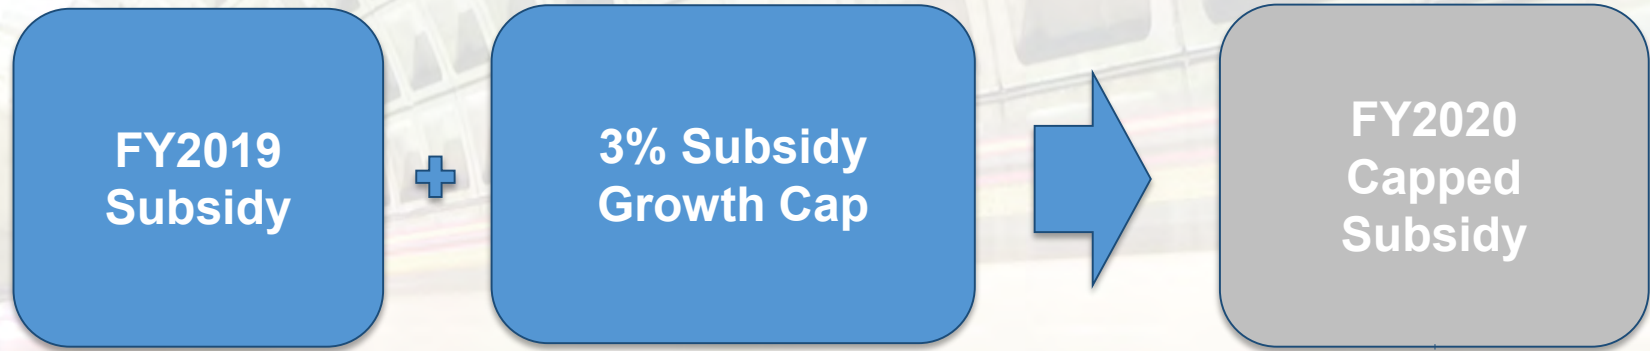 FY2019
Subsidy
3% Subsidy
Growth Cap
FY2020
Capped
Subsidy